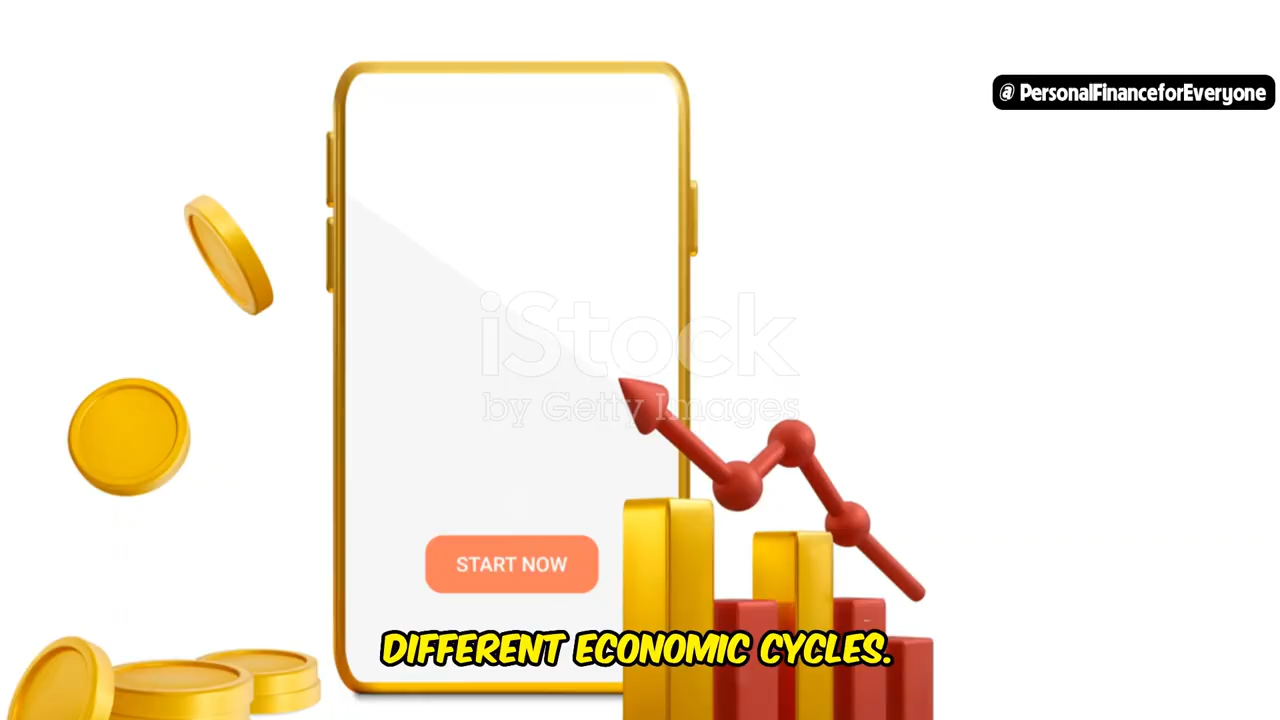 @ PersonalFinanceforEveryone
iStock
by Getty Images
START NOW
DIFFERENT ECONOMIC CYCLES.